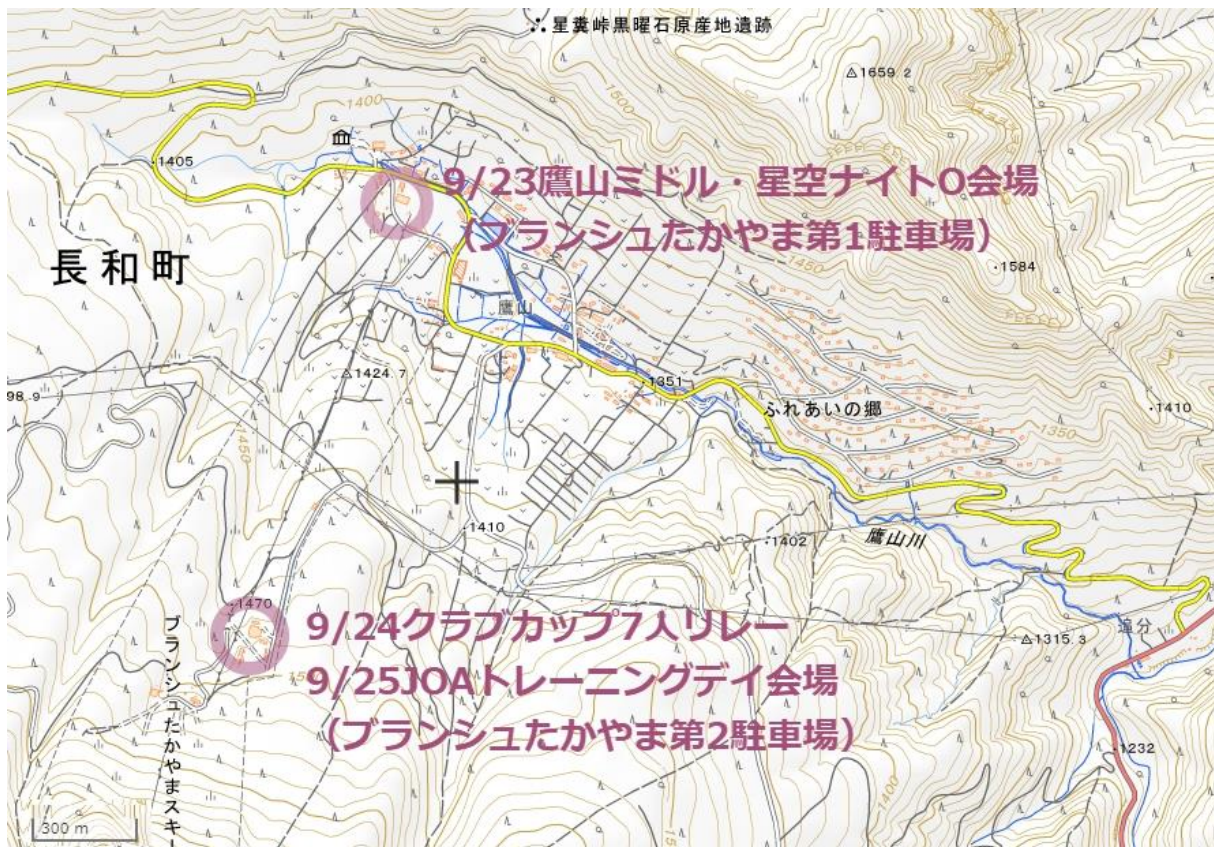 星糞峠黒曜石原産地遺跡
1659.2
1500
1400
1405
9/23鷹山ミドル・星空ナイトO会場
（ブランシュたかやま第1駐車場）
1450
1584
長和町
鷹山
1424.7
1351
98.9
ふれあいの郷
1410
1350
1450
1410
1402
鷹山川
1470
9/24クラブカップ7人リレー
9/25JOAトレーニングデイ会場
（ブランシュたかやま第2駐車場）
追分
1315.3
ブランシュたかやまスキー
1232
1400
300 m